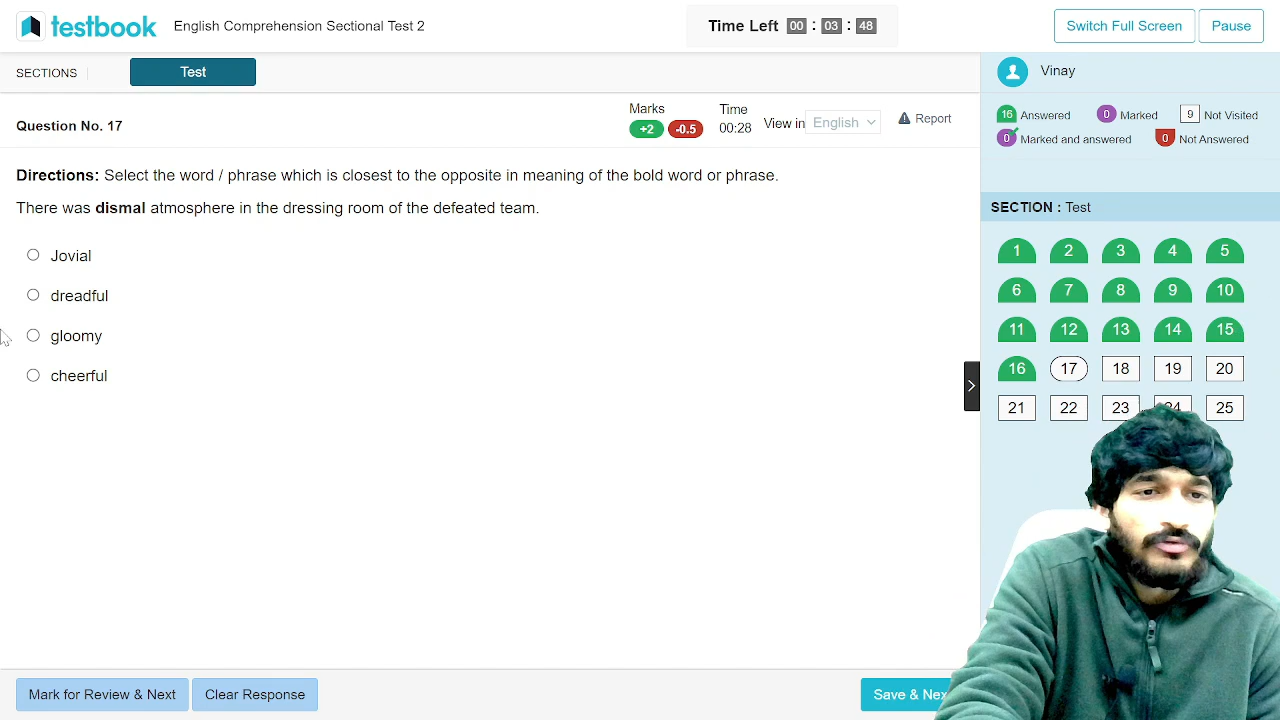 testbook English Comprehension Sectional Test 2 Time Left 00 : 03 : 48 Switch Full Screen Pause
SECTIONS Test Vinay
Question No. 17 Marks +2 -0.5 Time 00:28 View in English Report
16 Answered 0 Marked 9 Not Visited
0 Marked and answered 0 Not Answered
Directions: Select the word / phrase which is closest to the opposite in meaning of the bold word or phrase.
There was dismal atmosphere in the dressing room of the defeated team.
Jovial
dreadful
gloomy
cheerful
SECTION : Test
1 2 3 4 5
6 7 8 9 10
11 12 13 14 15
16 17 18 19 20
21 22 23 24 25
Mark for Review & Next Clear Response Save &